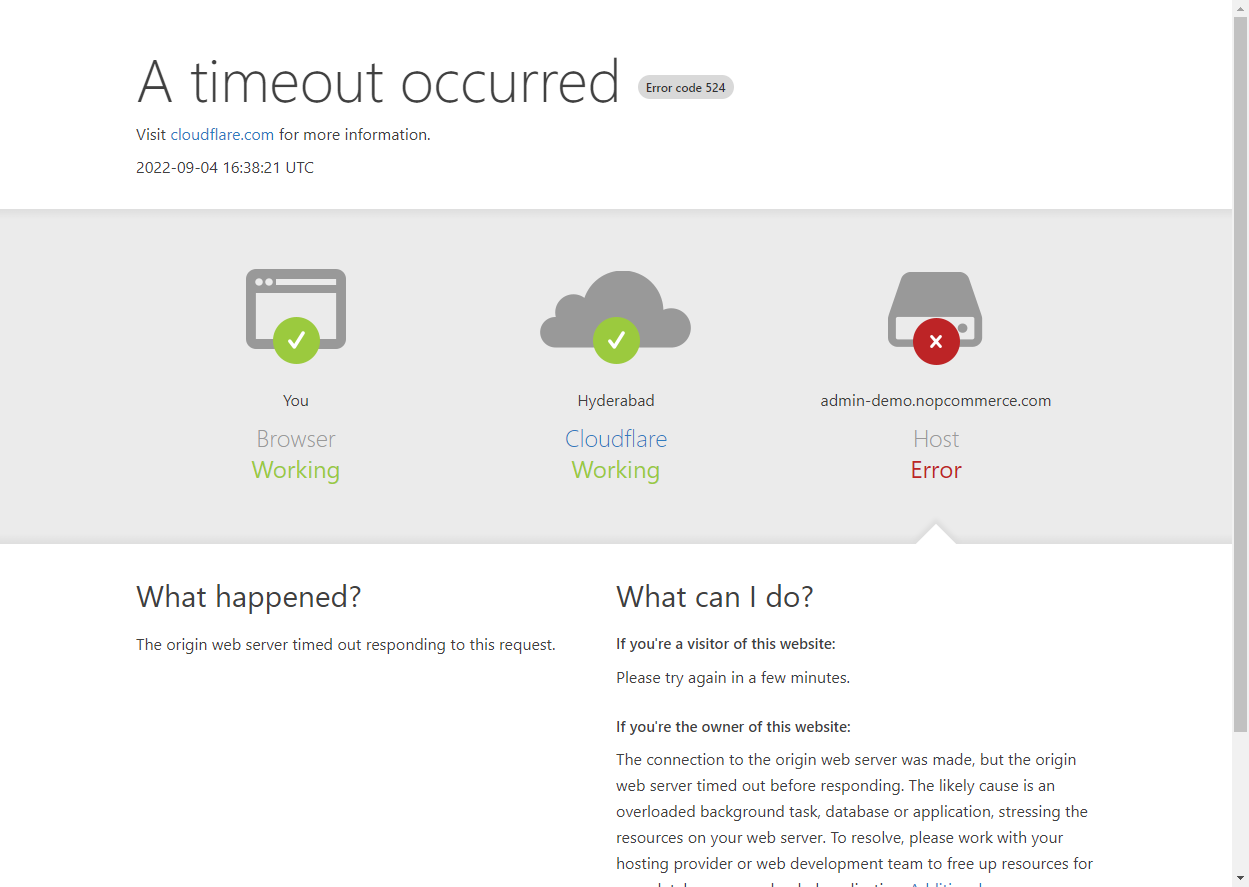 A timeout occurred Error code 524
Visit cloudflare.com for more information.
2022-09-04 16:38:21 UTC
You
Browser
Working
Hyderabad
Cloudflare
Working
admin-demo.nopcommerce.com
Host
Error
What happened?
The origin web server timed out responding to this request.
What can I do?
If you're a visitor of this website:
Please try again in a few minutes.
If you're the owner of this website:
The connection to the origin web server was made, but the origin
web server timed out before responding. The likely cause is an
overloaded background task, database or application, stressing the
resources on your web server. To resolve, please work with your
hosting provider or web development team to free up resources for